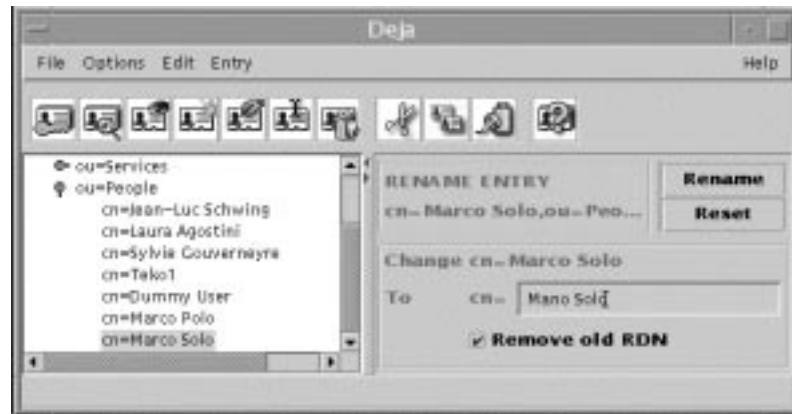 Deja
File Options Edit Entry Help
ou=Services
ou=People
cn=Jean-Luc Schwing
cn=Laura Agostini
cn=Sylvie Gouverneyre
cn=Teko1
cn=Dummy User
cn=Marco Polo
cn=Marco Solo
RENAME ENTRY
cn=Marco Solo,ou=Peo...
Rename
Reset
Change cn=Marco Solo
To cn= Mano Solo
Remove old RDN